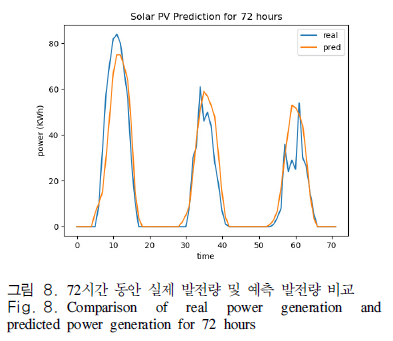 Solar PV Prediction for 72 hours
real
pred
power (KWh)
80
60
40
20
0
0 10 20 30 40 50 60 70
time
그림 8. 72시간 동안 실제 발전량 및 예측 발전량 비교
Fig. 8. Comparison of real power generation and
predicted power generation for 72 hours